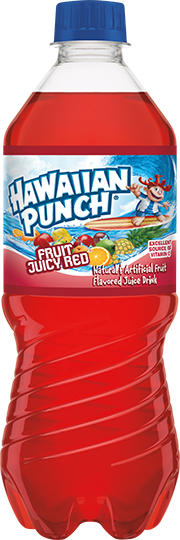 HAWAIIAN
PUNCH®
FRUIT
JUICY RED
EXCELLENT
SOURCE OF
VITAMIN C
Natural & Artificial Fruit
Flavored Juice Drink